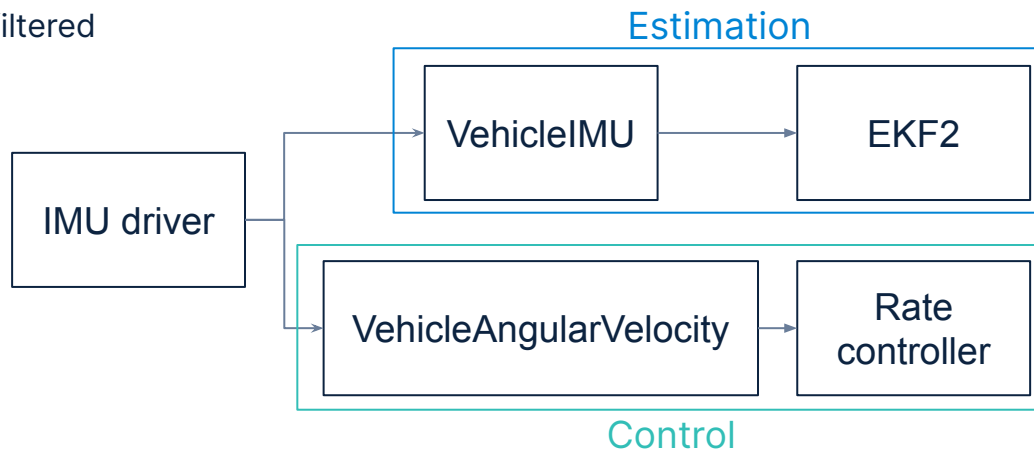 iltered
Estimation
VehicleIMU
EKF2
IMU driver
VehicleAngularVelocity
Rate
controller
Control